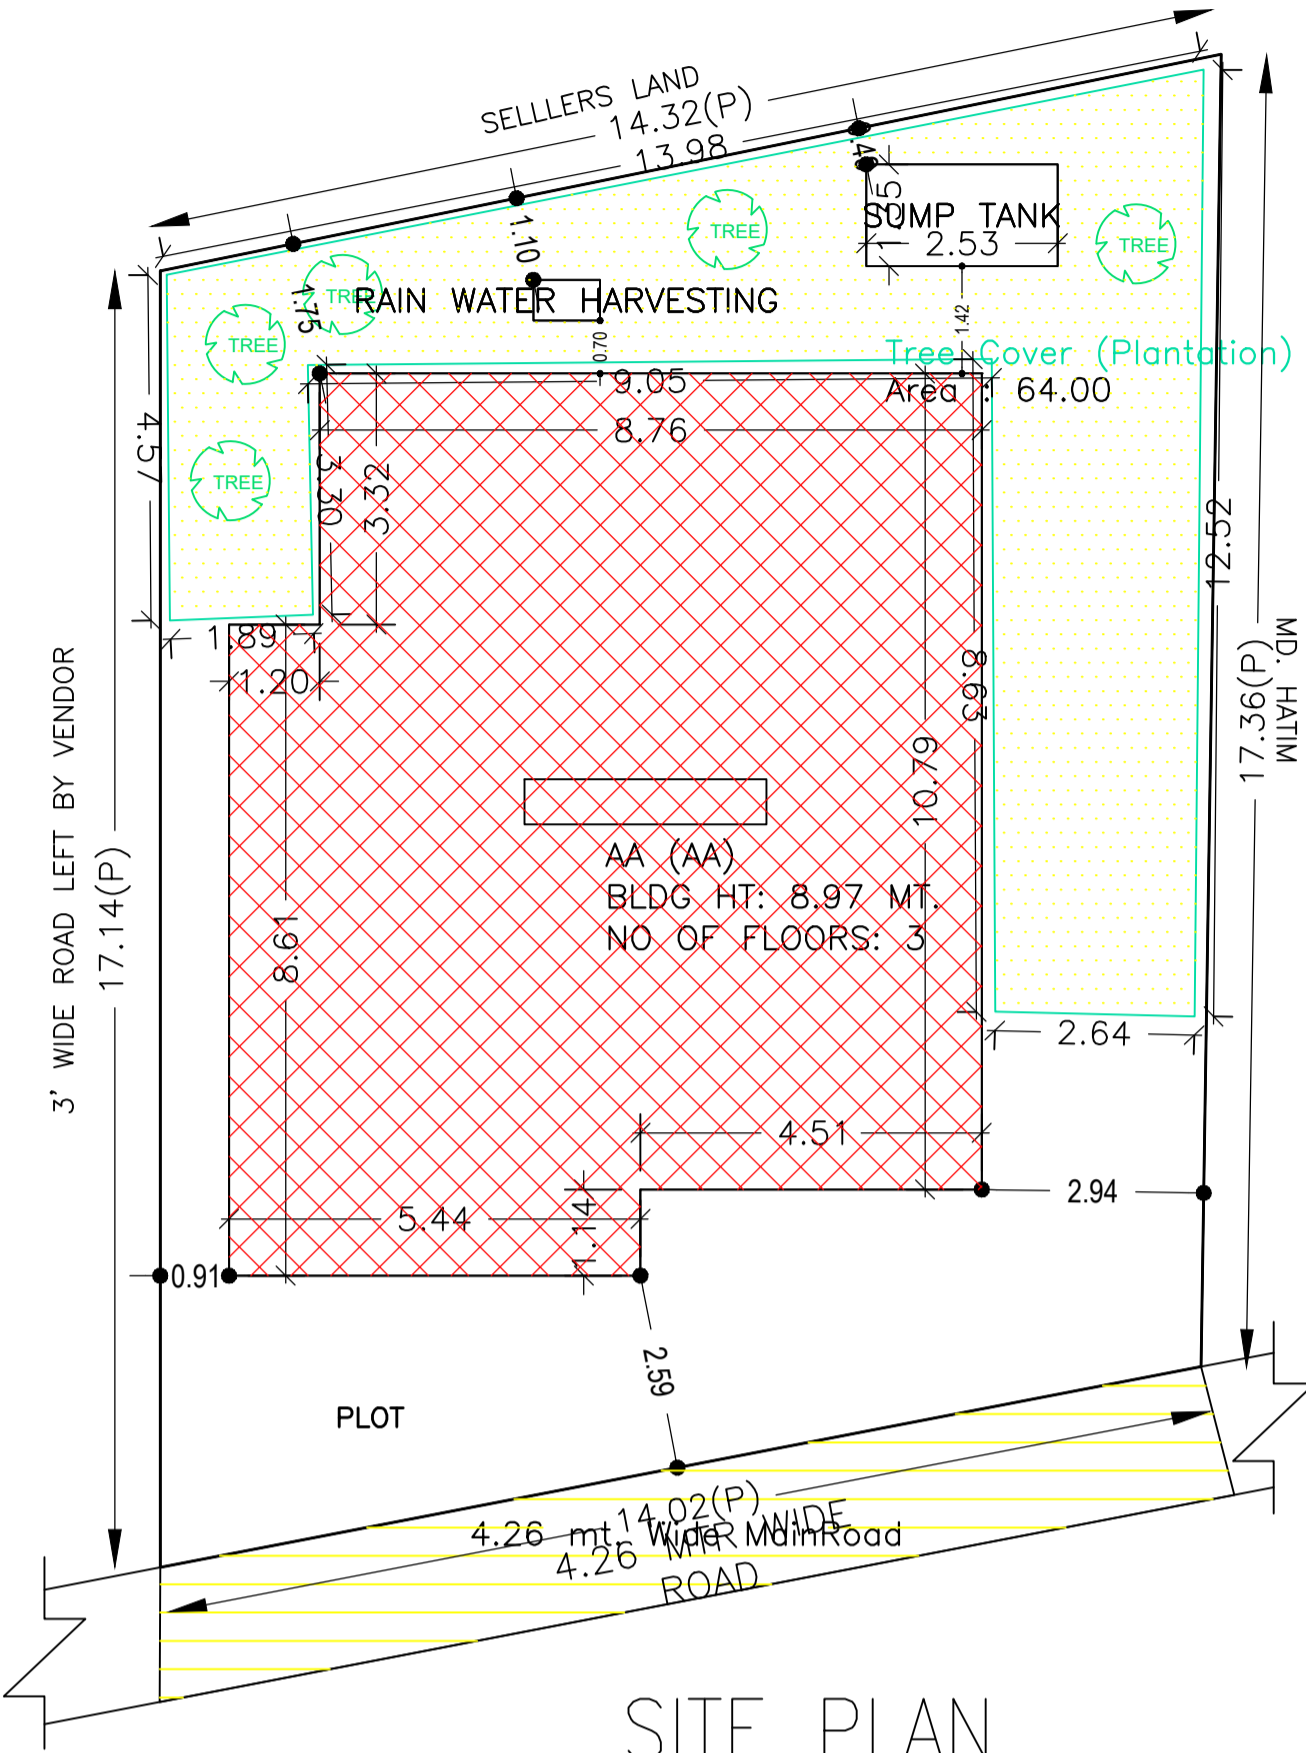 SELLLERS LAND
14.32(P)
13.98
1.35
SUMP TANK
2.53
TREE
TREE
1.10
TREE
1.75
RAIN WATER HARVESTING
TREE
0.70
1.42
Tree Cover (Plantation)
Area : 64.00
9.05
8.76
4.57
TREE
3.30
3.32
12.52
1.89
1.20
8.63
10.79
MD. HATIM
17.36(P)
3' WIDE ROAD LEFT BY VENDOR
17.14(P)
AA (AA)
BLDG HT: 8.97 MT.
NO OF FLOORS: 3
8.61
2.64
4.51
2.94
5.44
1.14
0.91
2.59
PLOT
14.02(P)
4.26 mt. Wide MainRoad
4.26 MTR WIDE
ROAD
SITE PLAN